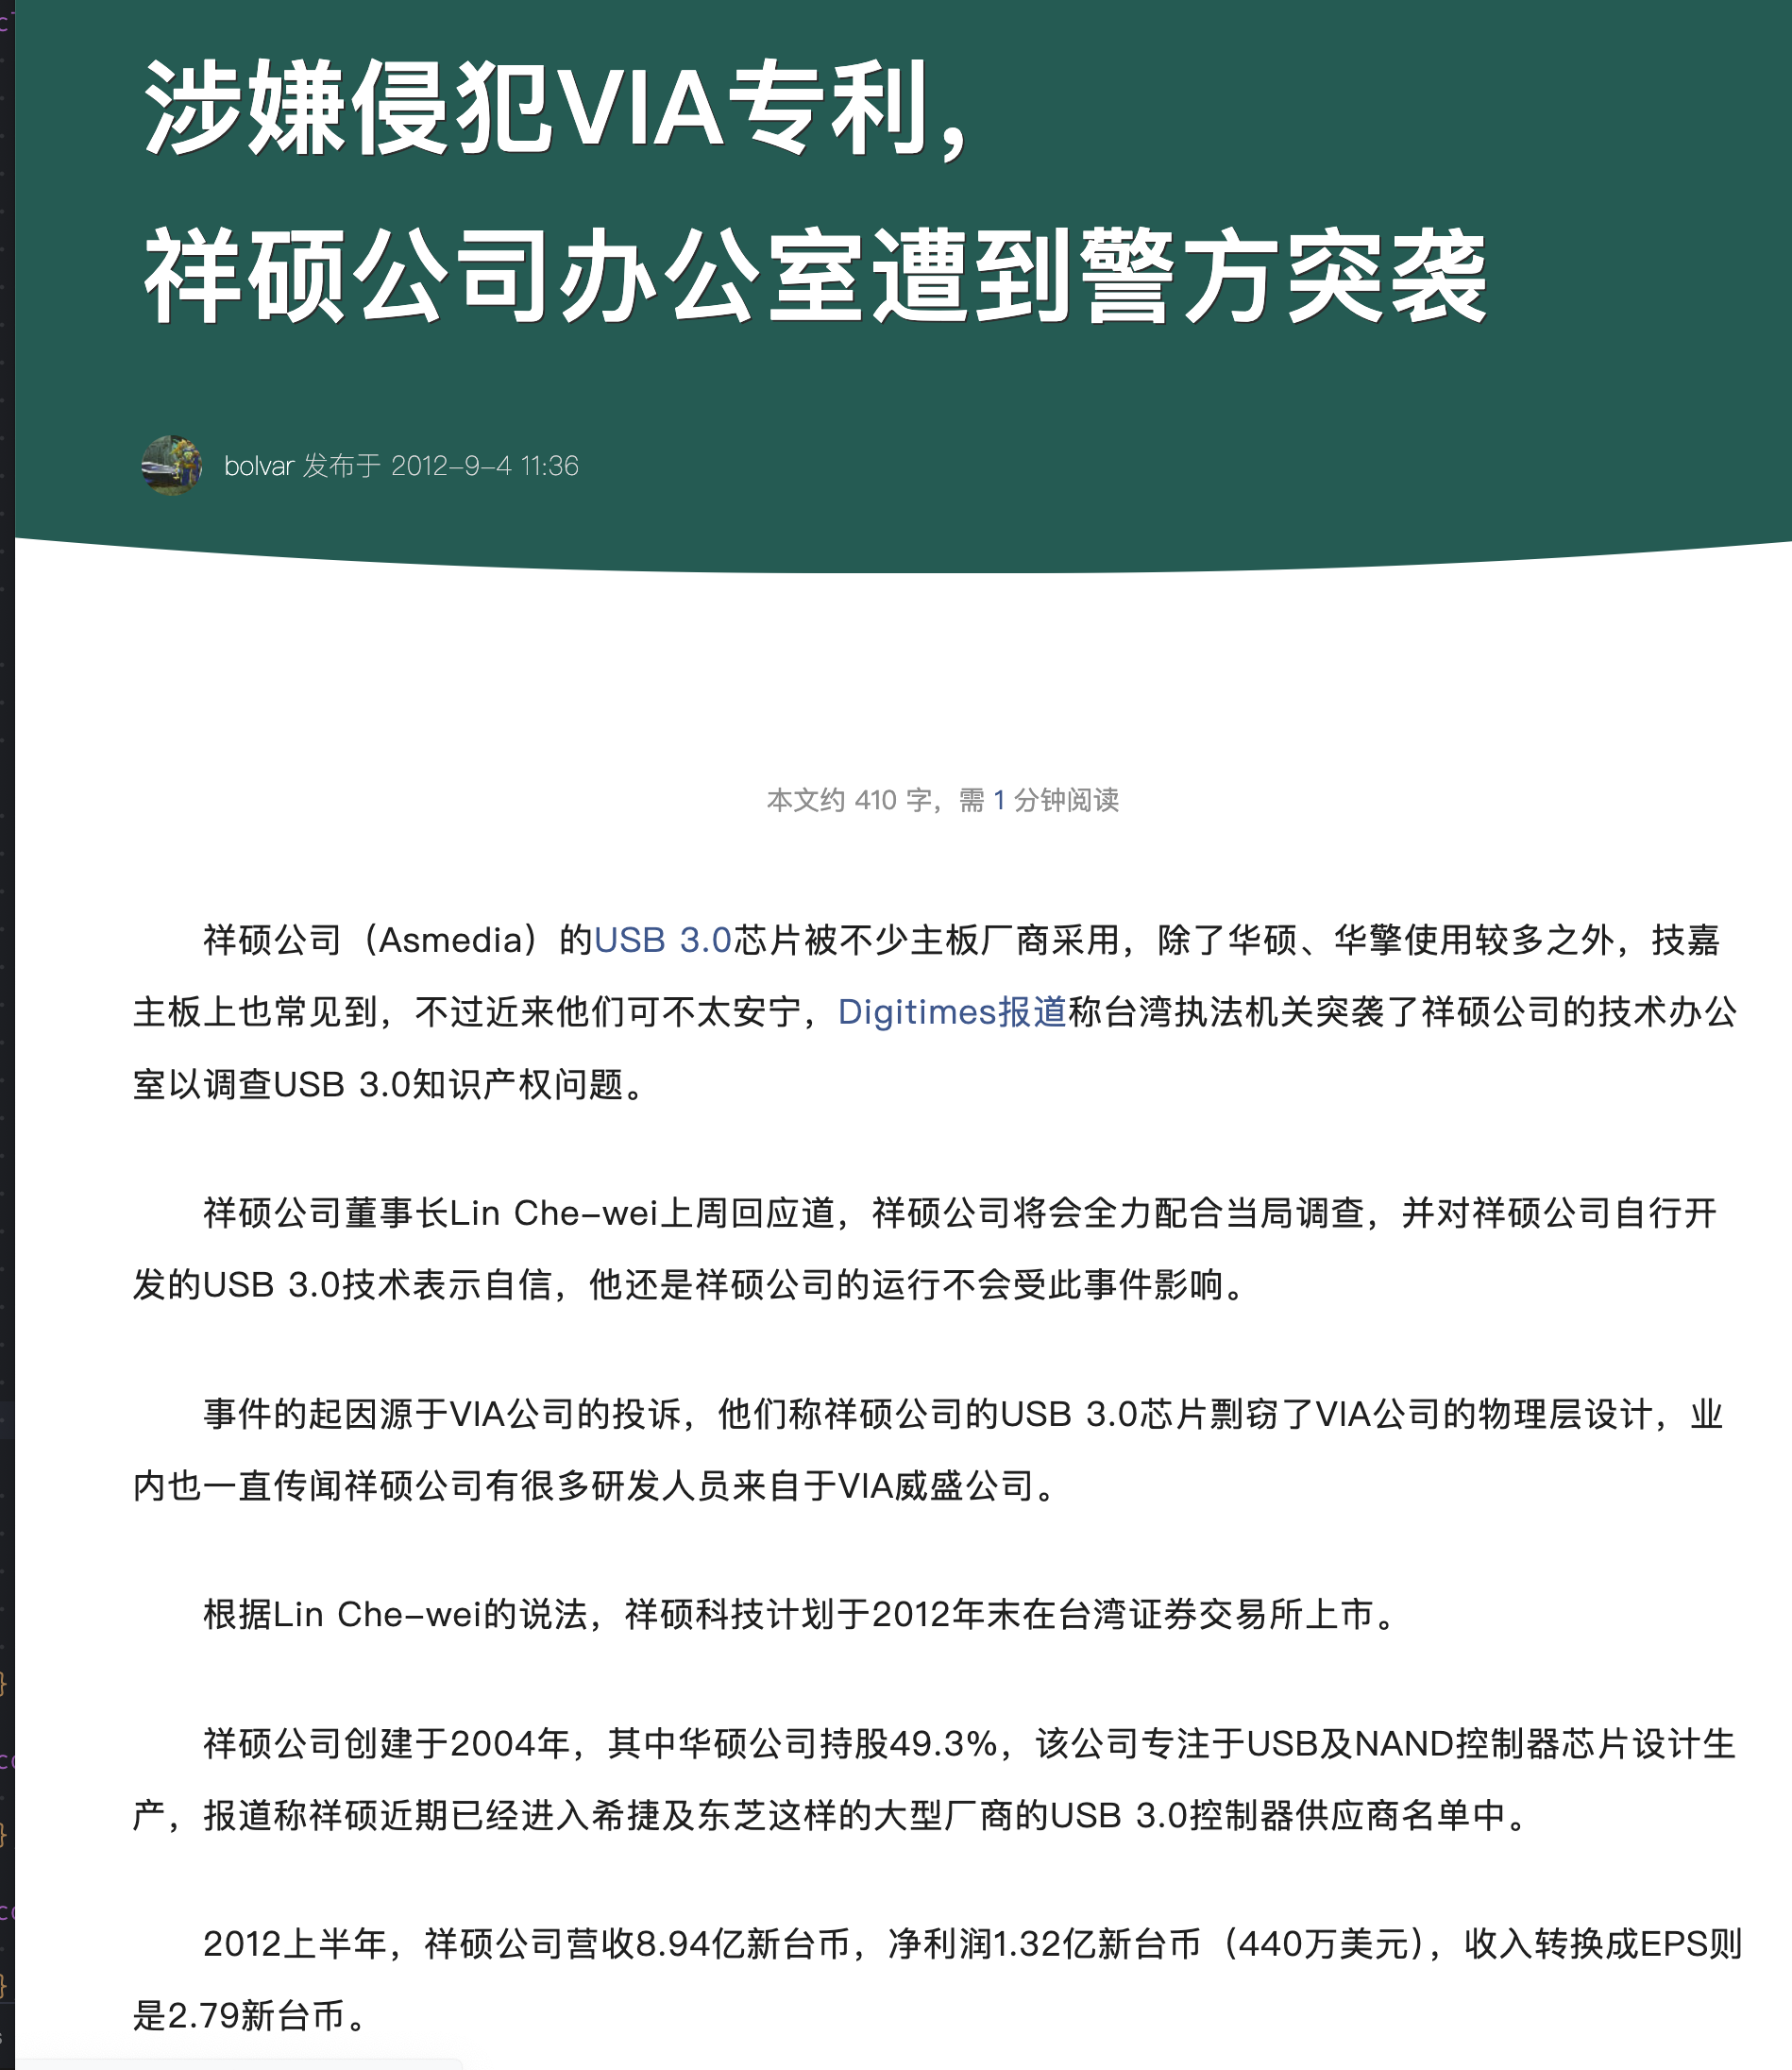 涉嫌侵犯VIA专利，
祥硕公司办公室遭到警方突袭
bolvar 发布于 2012-9-4 11:36
本文约 410 字，需 1 分钟阅读
祥硕公司（Asmedia）的USB 3.0芯片被不少主板厂商采用，除了华硕、华擎使用较多之外，技嘉
主板上也常见到，不过近来他们可不太安宁，Digitimes报道称台湾执法机关突袭了祥硕公司的技术办公
室以调查USB 3.0知识产权问题。
祥硕公司董事长Lin Che-wei上周回应道，祥硕公司将会全力配合当局调查，并对祥硕公司自行开
发的USB 3.0技术表示自信，他还是祥硕公司的运行不会受此事件影响。
事件的起因源于VIA公司的投诉，他们称祥硕公司的USB 3.0芯片剽窃了VIA公司的物理层设计，业
内也一直传闻祥硕公司有很多研发人员来自于VIA威盛公司。
根据Lin Che-wei的说法，祥硕科技计划于2012年末在台湾证券交易所上市。
祥硕公司创建于2004年，其中华硕公司持股49.3%，该公司专注于USB及NAND控制器芯片设计生
产，报道称祥硕近期已经进入希捷及东芝这样的大型厂商的USB 3.0控制器供应商名单中。
2012上半年，祥硕公司营收8.94亿新台币，净利润1.32亿新台币（440万美元），收入转换成EPS则
是2.79新台币。